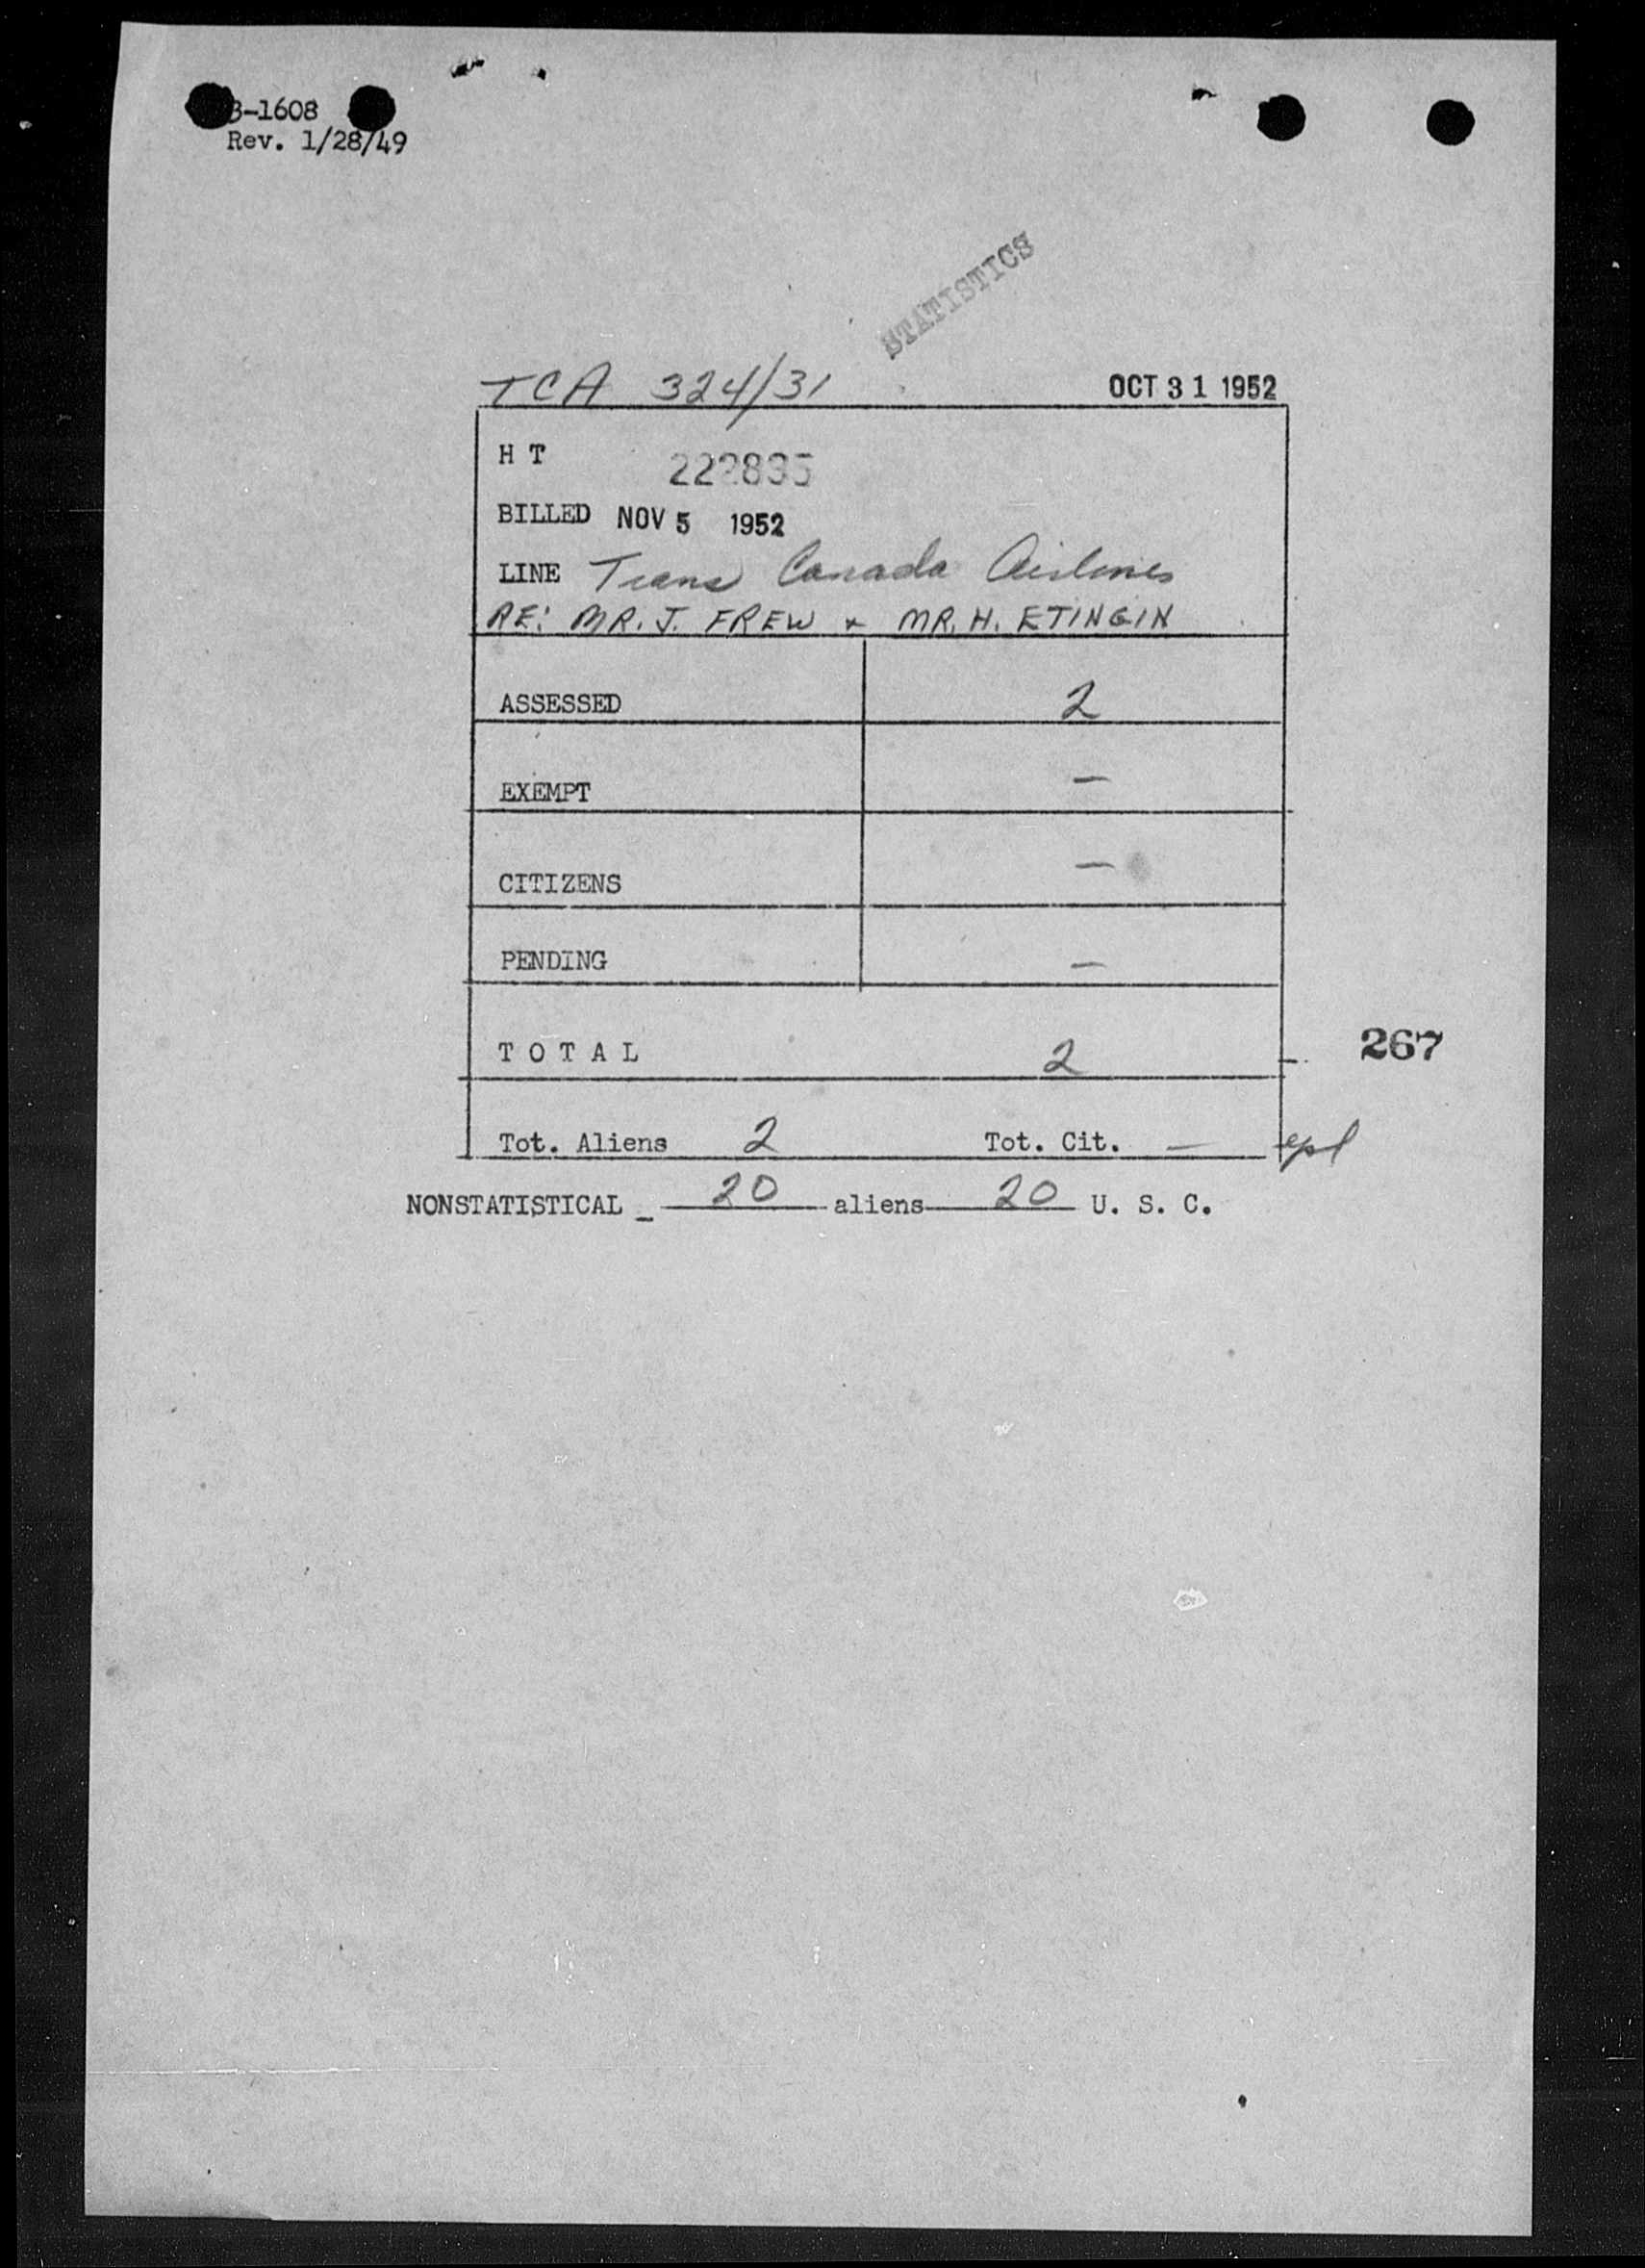 3-1608
Rev. 1/28/49
STATISTICS
TCA 324/31 OCT 31 1952
H T 222895
BILLED NOV 5 1952
LINE Trans Canada Airlines
RE: MR. J. FREW & MR. H. ETINGIN
ASSESSED 2
EXEMPT —
CITIZENS —
PENDING —
T O T A L 2
267
Tot. Aliens 2 Tot. Cit. —
NONSTATISTICAL - 20 aliens 20 U. S. C.